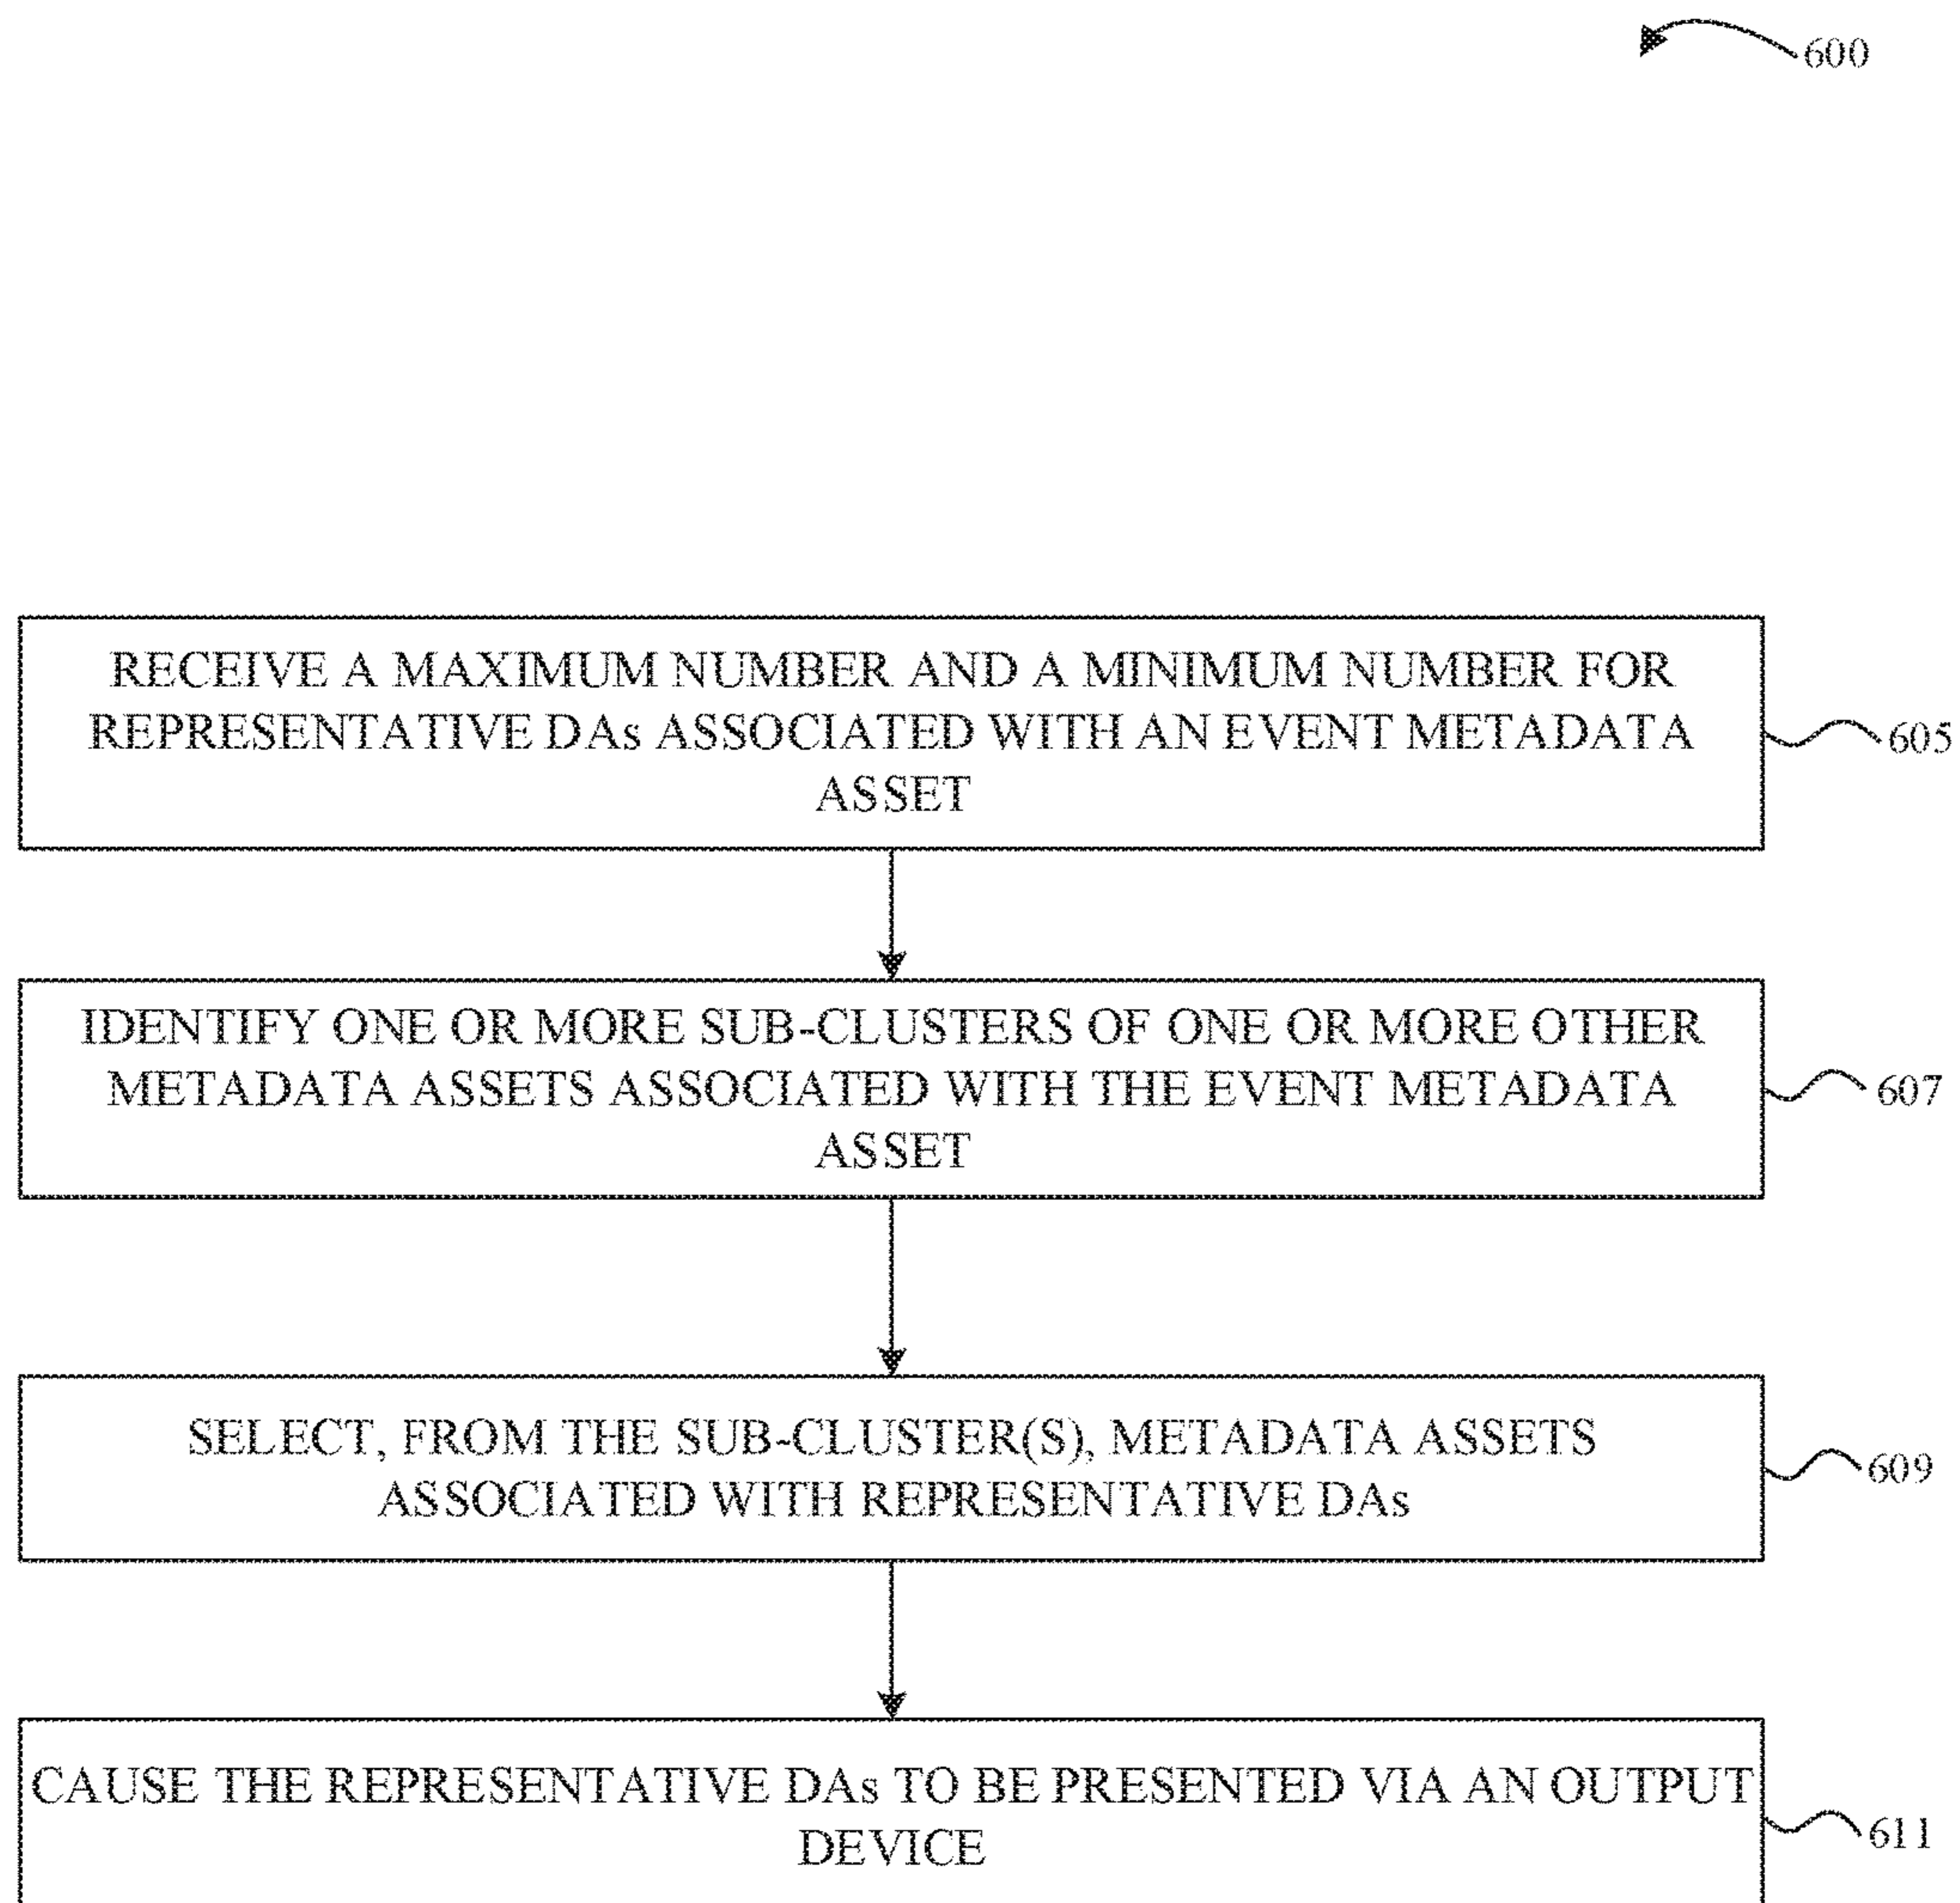 600
RECEIVE A MAXIMUM NUMBER AND A MINIMUM NUMBER FOR
REPRESENTATIVE DAs ASSOCIATED WITH AN EVENT METADATA
ASSET
605
IDENTIFY ONE OR MORE SUB-CLUSTERS OF ONE OR MORE OTHER
METADATA ASSETS ASSOCIATED WITH THE EVENT METADATA
ASSET
607
SELECT, FROM THE SUB-CLUSTER(S), METADATA ASSETS
ASSOCIATED WITH REPRESENTATIVE DAs
609
CAUSE THE REPRESENTATIVE DAs TO BE PRESENTED VIA AN OUTPUT
DEVICE
611